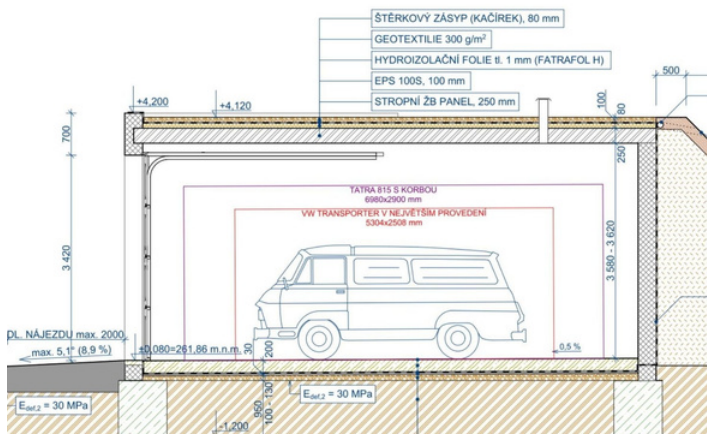 ŠTĚRKOVÝ ZÁSYP (KAČÍREK), 80 mm
GEOTEXTILIE 300 g/m²
HYDROIZOLAČNÍ FOLIE tl. 1 mm (FATRAFOL H)
EPS 100S, 100 mm
STROPNÍ ŽB PANEL, 250 mm
500
+4,200
+4,120
100
80
700
250
TATRA 815 S KORBOU
6980x2900 mm
VW TRANSPORTER V NEJVĚTŠÍM PROVEDENÍ
5304x2508 mm
3 420
3 580 - 3 620
DL. NÁJEZDU max. 2000
max. 5,1° (8,9 %)
±0,080=261,86 m.n.m.
30
200
0,5 %
Edef,2 = 30 MPa
950
100 - 130
Edef,2 = 30 MPa
-1,200